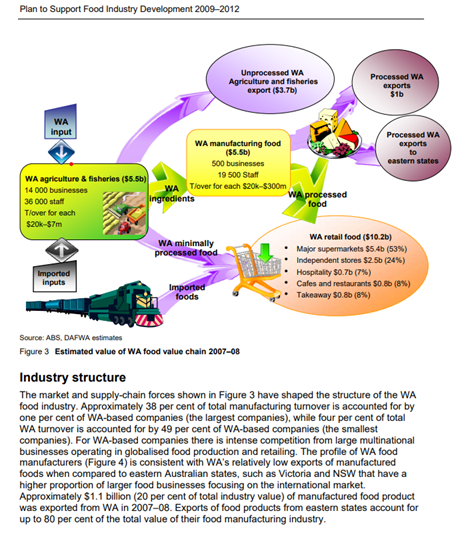 Plan to Support Food Industry Development 2009–2012
Unprocessed WA
Agriculture and fisheries
export ($3.7b)
Processed WA
exports
$1b
Processed WA
exports
to
eastern states
WA
input
WA manufacturing food
($5.5b)
500 businesses
19 500 Staff
T/over for each $20k–$300m
WA agriculture & fisheries ($5.5b)
14 000 businesses
36 000 staff
T/over for each
$20k–$7m
WA
ingredients
WA processed
food
WA minimally
processed food
Imported
inputs
Imported
foods
WA retail food ($10.2b)
• Major supermarkets $5.4b (53%)
• Independent stores $2.5b (24%)
• Hospitality $0.7b (7%)
• Cafes and restaurants $0.8b (8%)
• Takeaway $0.8b (8%)
Source: ABS, DAFWA estimates
Figure 3 Estimated value of WA food value chain 2007–08
Industry structure
The market and supply-chain forces shown in Figure 3 have shaped the structure of the WA
food industry. Approximately 38 per cent of total manufacturing turnover is accounted for by
one per cent of WA-based companies (the largest companies), while four per cent of total
WA turnover is accounted for by 49 per cent of WA-based companies (the smallest
companies). For WA-based companies there is intense competition from large multinational
businesses operating in globalised food production and retailing. The profile of WA food
manufacturers (Figure 4) is consistent with WA's relatively low exports of manufactured
foods when compared to eastern Australian states, such as Victoria and NSW that have a
higher proportion of larger food businesses focusing on the international market.
Approximately $1.1 billion (20 per cent of total industry value) of manufactured food product
was exported from WA in 2007–08. Exports of food products from eastern states account for
up to 80 per cent of the total value of their food manufacturing industry.